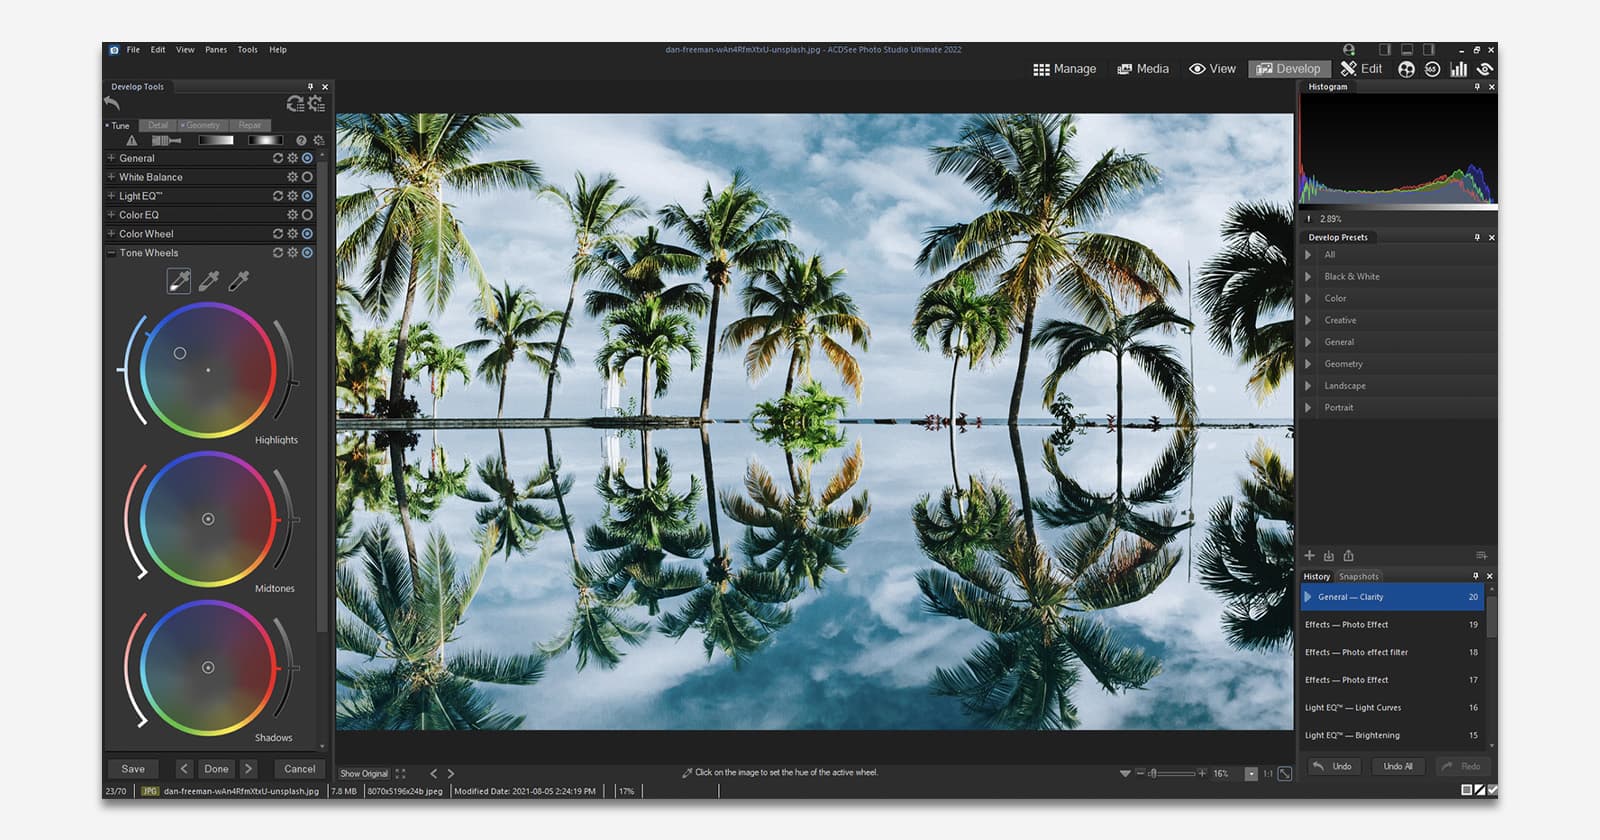 File Edit View Panes Tools Help
dan-freeman-wAn4RfmXtxU-unsplash.jpg - ACDSee Photo Studio Ultimate 2022
Manage Media View Develop Edit 365
Develop Tools
Tune Detail Geometry Repair
General
White Balance
Light EQ™
Color EQ
Color Wheel
Tone Wheels
Highlights
Midtones
Shadows
Save < Done > Cancel
Show Original
Click on the image to set the hue of the active wheel.
16% 1:1
Histogram
! 2.89%
Develop Presets
All
Black & White
Color
Creative
General
Geometry
Landscape
Portrait
History Snapshots
General — Clarity 20
Effects — Photo Effect 19
Effects — Photo effect filter 18
Effects — Photo Effect 17
Light EQ™ — Light Curves 16
Light EQ™ — Brightening 15
Undo Undo All Redo
23/70 JPG dan-freeman-wAn4RfmXtxU-unsplash.jpg 7.8 MB 8070x5196x24b jpeg Modified Date: 2021-08-05 2:24:19 PM 17%